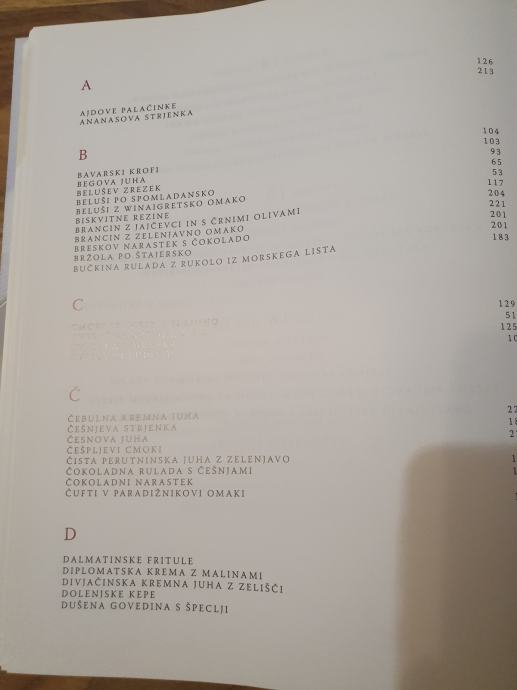 A
AJDOVE PALAČINKE 126
ANANASOVA STRJENKA 213
B
BAVARSKI KROFI 104
BEGOVA JUHA 103
BELUŠEV ZREZEK 93
BELUŠI PO SPOMLADANSKO 65
BELUŠI Z WINAIGRETSKO OMAKO 53
BISKVITNE REZINE 117
BRANCIN Z JAJČEVCI IN S ČRNIMI OLIVAMI 204
BRANCIN Z ZELENJAVNO OMAKO 221
BRESKOV NARASTEK S ČOKOLADO 201
BRŽOLA PO ŠTAJERSKO 201
BUČKINA RULADA Z RUKOLO IZ MORSKEGA LISTA 183
C
129
51
125
Č
ČEBULNA KREMNA JUHA
ČEŠNJEVA STRJENKA
ČESNOVA JUHA
ČEŠPLJEVI CMOKI
ČISTA PERUTNINSKA JUHA Z ZELENJAVO
ČOKOLADNA RULADA S ČEŠNJAMI
ČOKOLADNI NARASTEK
ČUFTI V PARADIŽNIKOVI OMAKI
D
DALMATINSKE FRITULE
DIPLOMATSKA KREMA Z MALINAMI
DIVJAČINSKA KREMNA JUHA Z ZELIŠČI
DOLENJSKE KEPE
DUŠENA GOVEDINA S ŠPECLJI